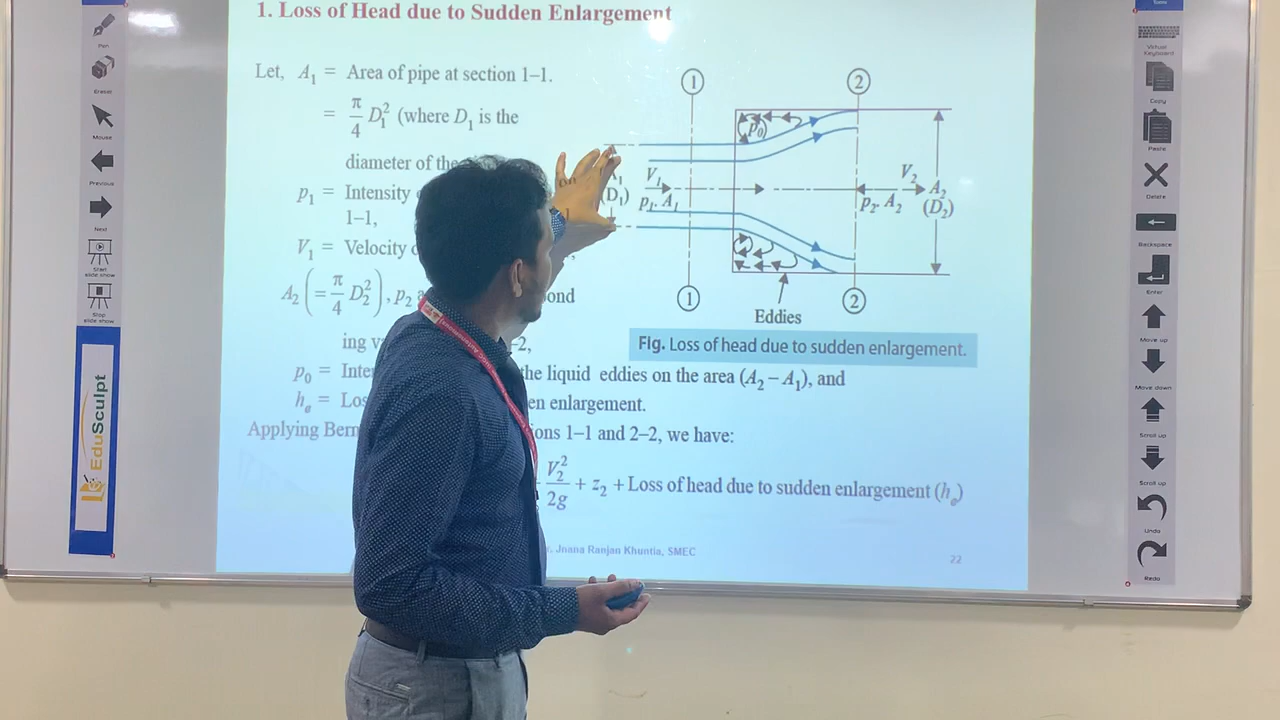 1. Loss of Head due to Sudden Enlargement
Let, A₁ = Area of pipe at section 1–1.
= π/4 D₁² (where D₁ is the
diameter of the
p₁ = Intensity
1–1,
V₁ = Velocity
A₂ (= π/4 D₂²), p₂
ond
ing
–2,
p₀ = the liquid eddies on the area (A₂ – A₁), and
hₑ = enlargement.
Applying 1–1 and 2–2, we have:
V₂²/2g + z₂ + Loss of head due to sudden enlargement (hₑ)
Jnana Ranjan Khuntia, SMEC
22
1
2
p₀
V₁
(D₁)
p₁, A₁
V₂
p₂, A₂
A₂
(D₂)
1
2
Eddies
Fig. Loss of head due to sudden enlargement.
Pen
Eraser
Mouse
Previous
Next
Start
slide show
Stop
slide show
EduSculpt
Tools
Virtual
Keyboard
Copy
Paste
Delete
Backspace
Enter
Move up
Move down
Scroll up
Scroll up
Undo
Redo